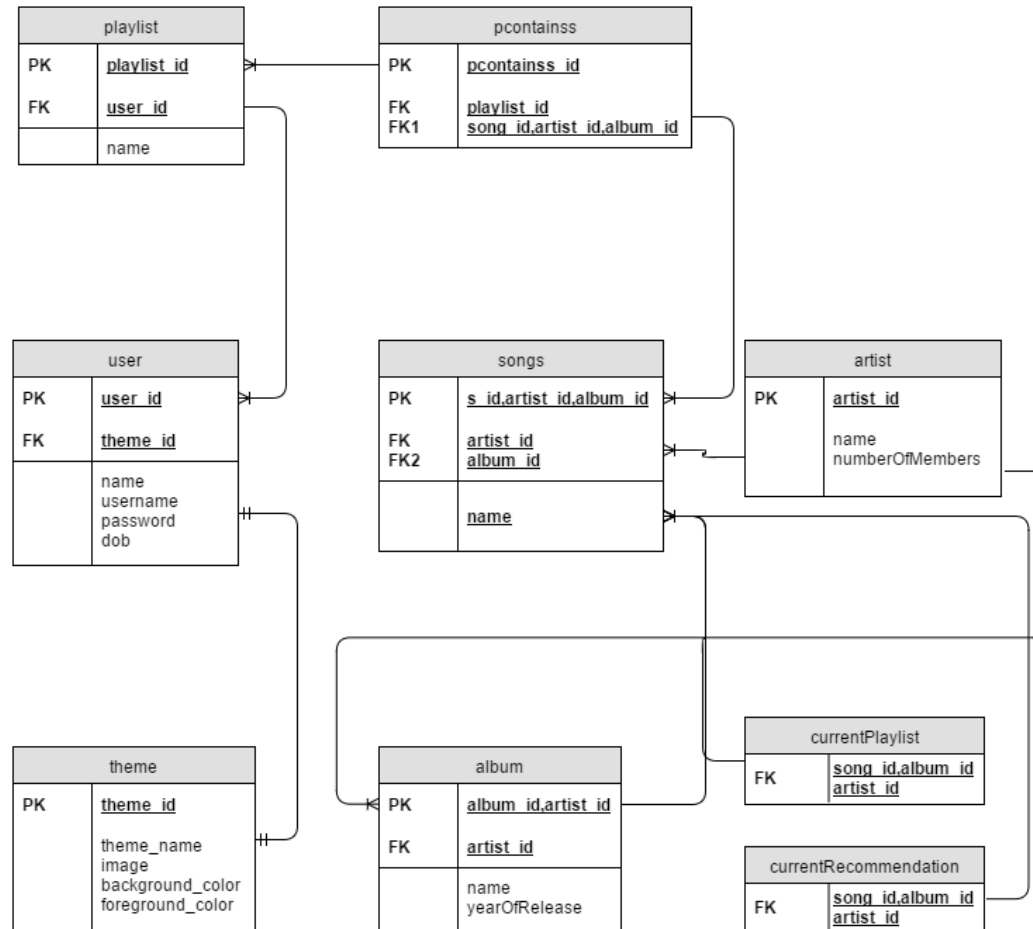 playlist
PK playlist_id
FK user_id
name
pcontainss
PK pcontainss_id
FK playlist_id
FK1 song_id,artist_id,album_id
user
PK user_id
FK theme_id
name
username
password
dob
songs
PK s_id,artist_id,album_id
FK artist_id
FK2 album_id
name
artist
PK artist_id
name
numberOfMembers
theme
PK theme_id
theme_name
image
background_color
foreground_color
album
PK album_id,artist_id
FK artist_id
name
yearOfRelease
currentPlaylist
FK song_id,album_id
artist_id
currentRecommendation
FK song_id,album_id
artist_id